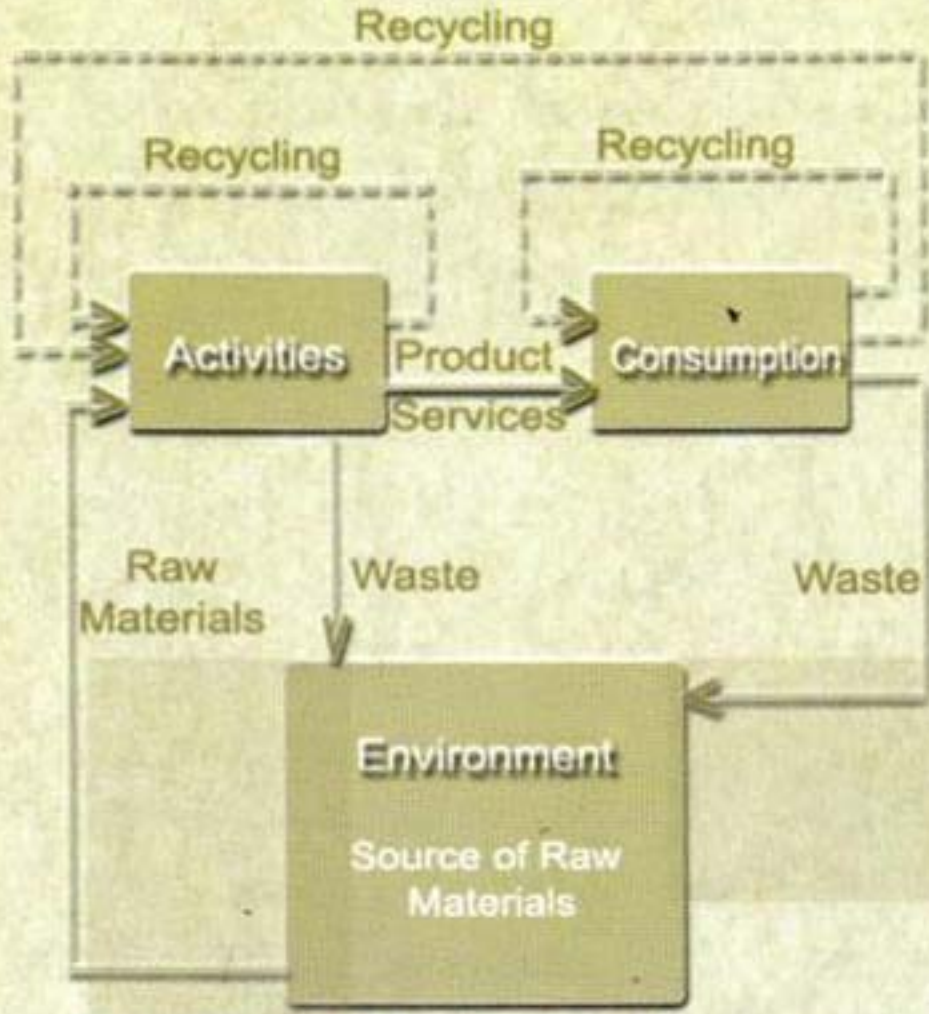 Recycling
Recycling
Recycling
Activities
Product
Services
Consumption
Raw
Materials
Waste
Waste
Environment
Source of Raw
Materials